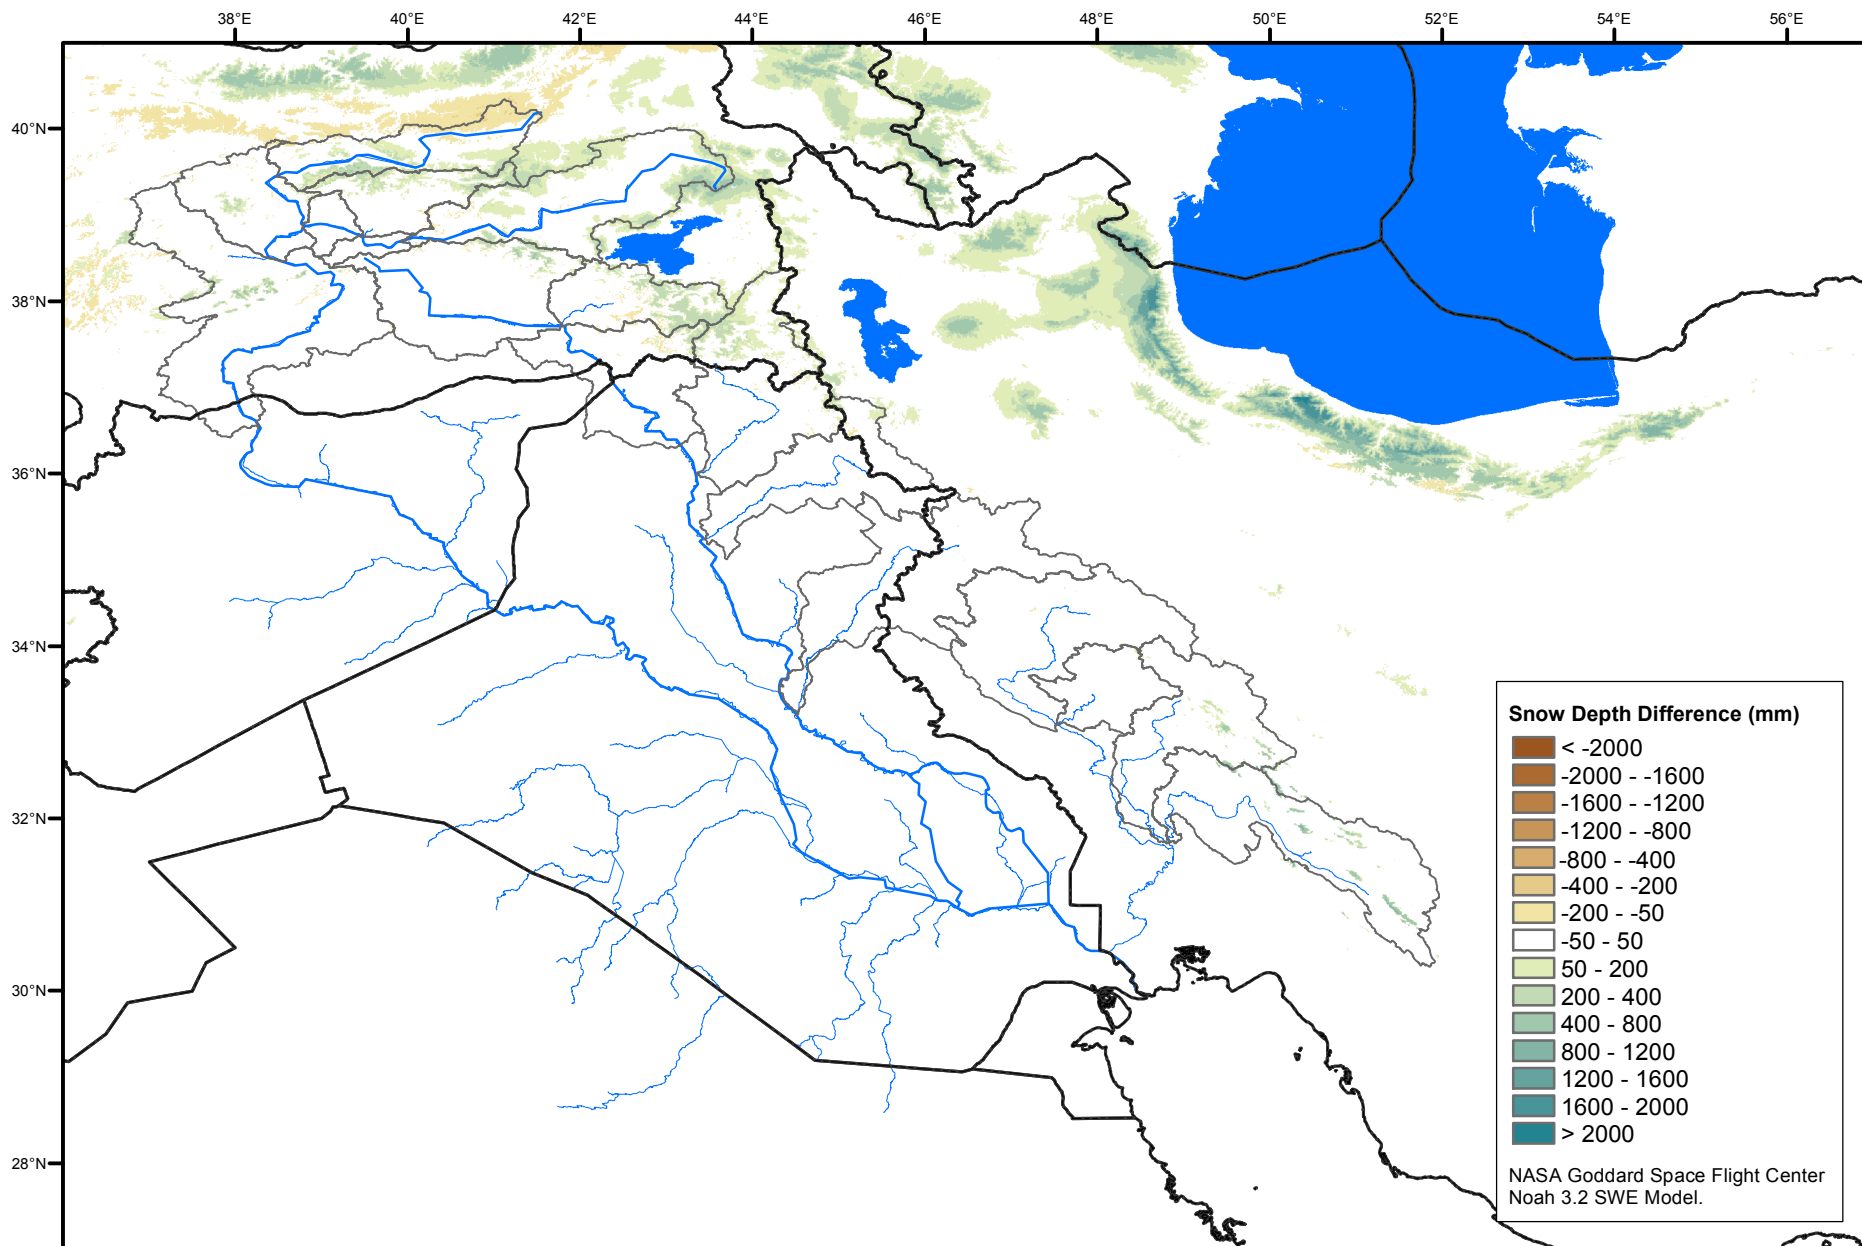 38°E 40°E 42°E 44°E 46°E 48°E 50°E 52°E 54°E 56°E
40°N
38°N
36°N
34°N
32°N
30°N
28°N
Snow Depth Difference (mm)
< -2000
-2000 - -1600
-1600 - -1200
-1200 - -800
-800 - -400
-400 - -200
-200 - -50
-50 - 50
50 - 200
200 - 400
400 - 800
800 - 1200
1200 - 1600
1600 - 2000
> 2000
NASA Goddard Space Flight Center
Noah 3.2 SWE Model.